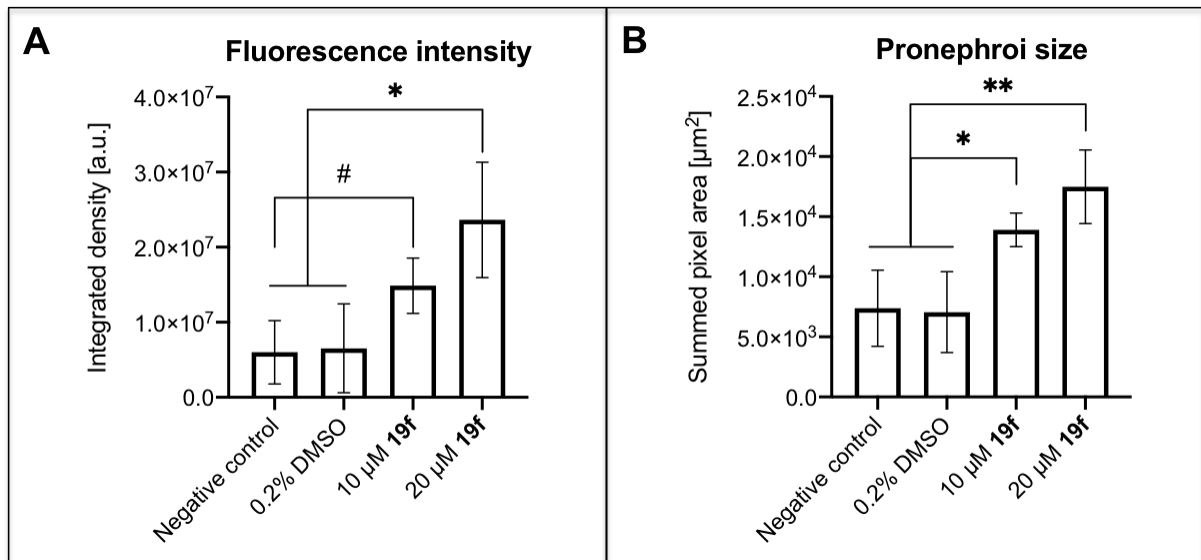 A
Fluorescence intensity
Integrated density [a.u.]
4.0×10⁷
3.0×10⁷
2.0×10⁷
1.0×10⁷
0.0
*
#
Negative control
0.2% DMSO
10 µM 19f
20 µM 19f
B
Pronephroi size
Summed pixel area [µm²]
2.5×10⁴
2.0×10⁴
1.5×10⁴
1.0×10⁴
5.0×10³
0.0
**
*
Negative control
0.2% DMSO
10 µM 19f
20 µM 19f